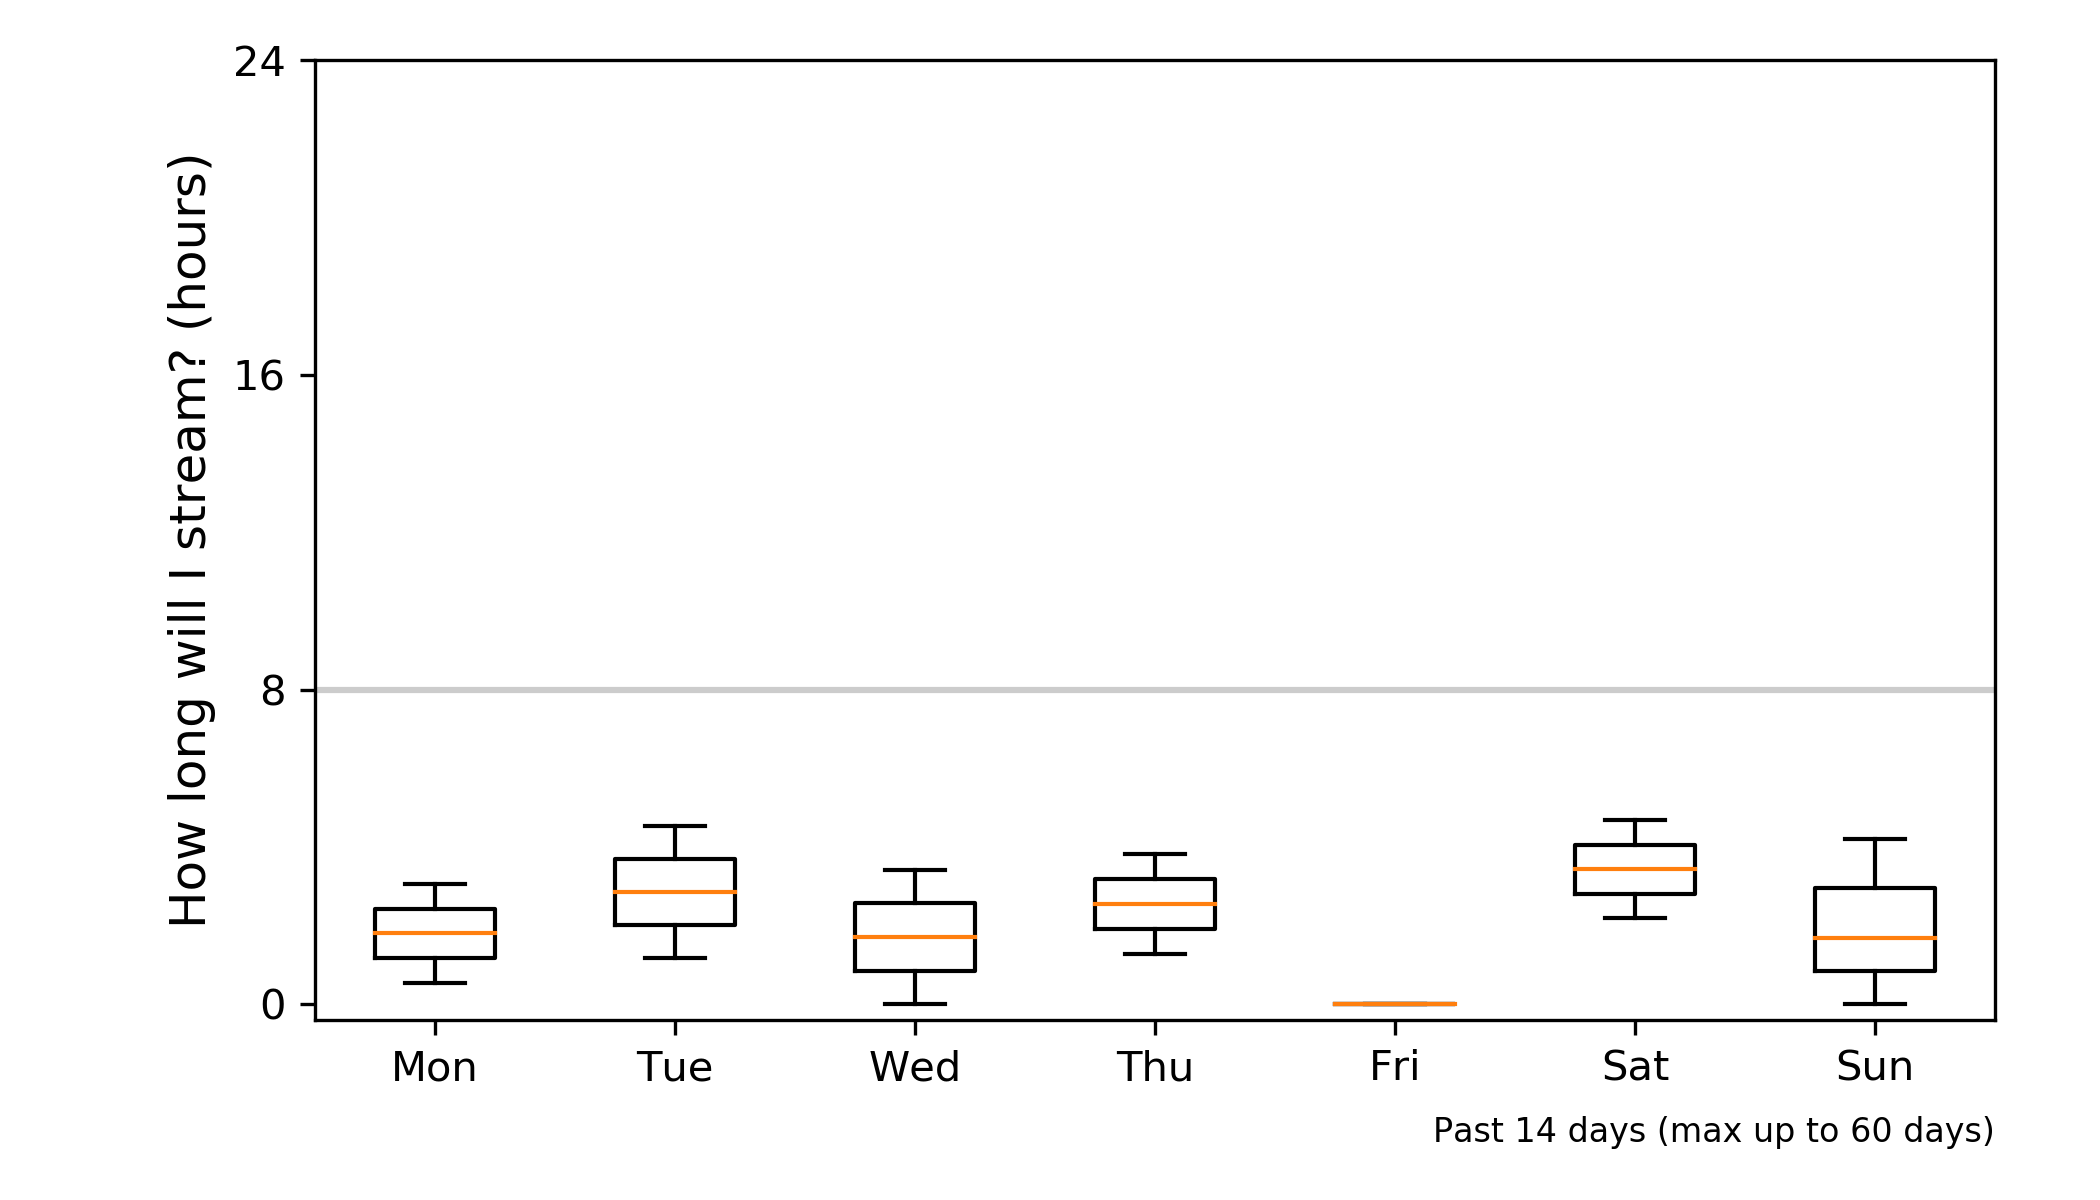 How long will I stream? (hours)
24
16
8
0
Mon Tue Wed Thu Fri Sat Sun
Past 14 days (max up to 60 days)